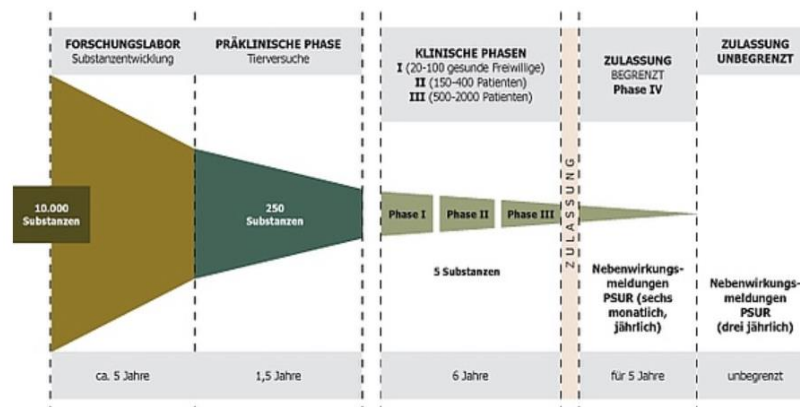 FORSCHUNGSLABOR
Substanzentwicklung
PRÄKLINISCHE PHASE
Tierversuche
KLINISCHE PHASEN
I (20-100 gesunde Freiwillige)
II (150-400 Patienten)
III (500-2000 Patienten)
ZULASSUNG
BEGRENZT
Phase IV
ZULASSUNG
UNBEGRENZT
10.000
Substanzen
250
Substanzen
Phase I
Phase II
Phase III
5 Substanzen
ZULASSUNG
Nebenwirkungs-
meldungen
PSUR (sechs
monatlich,
jährlich)
Nebenwirkungs-
meldungen
PSUR
(drei jährlich)
ca. 5 Jahre
1,5 Jahre
6 Jahre
für 5 Jahre
unbegrenzt